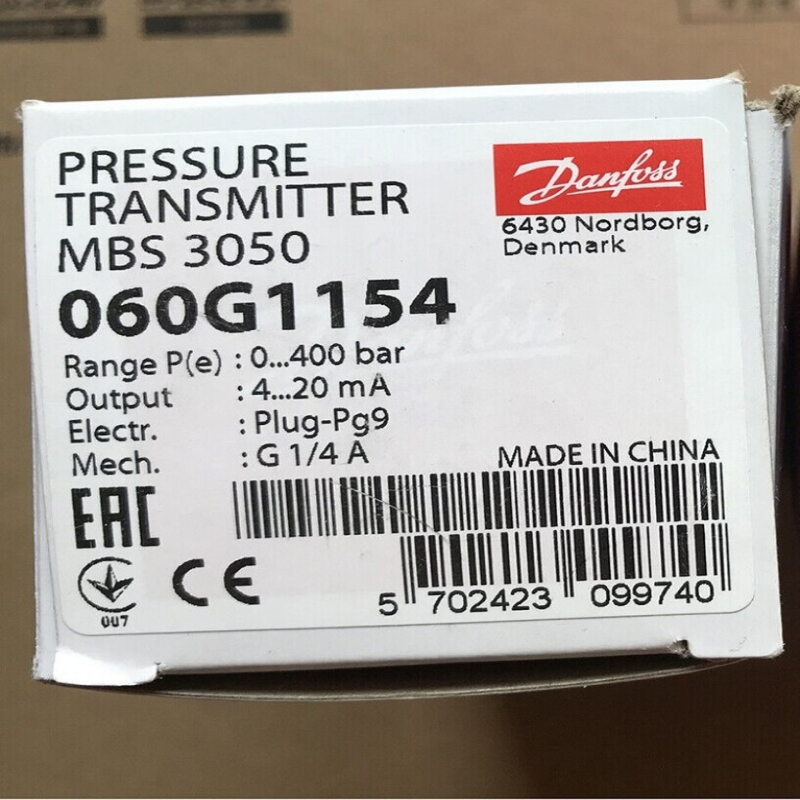 PRESSURE
TRANSMITTER
MBS 3050
060G1154
Danfoss
6430 Nordborg,
Denmark
Range P(e) : 0...400 bar
Output : 4...20 mA
Electr. : Plug-Pg9
Mech. : G 1/4 A
MADE IN CHINA
EAC
CE
007
5 702423 099740